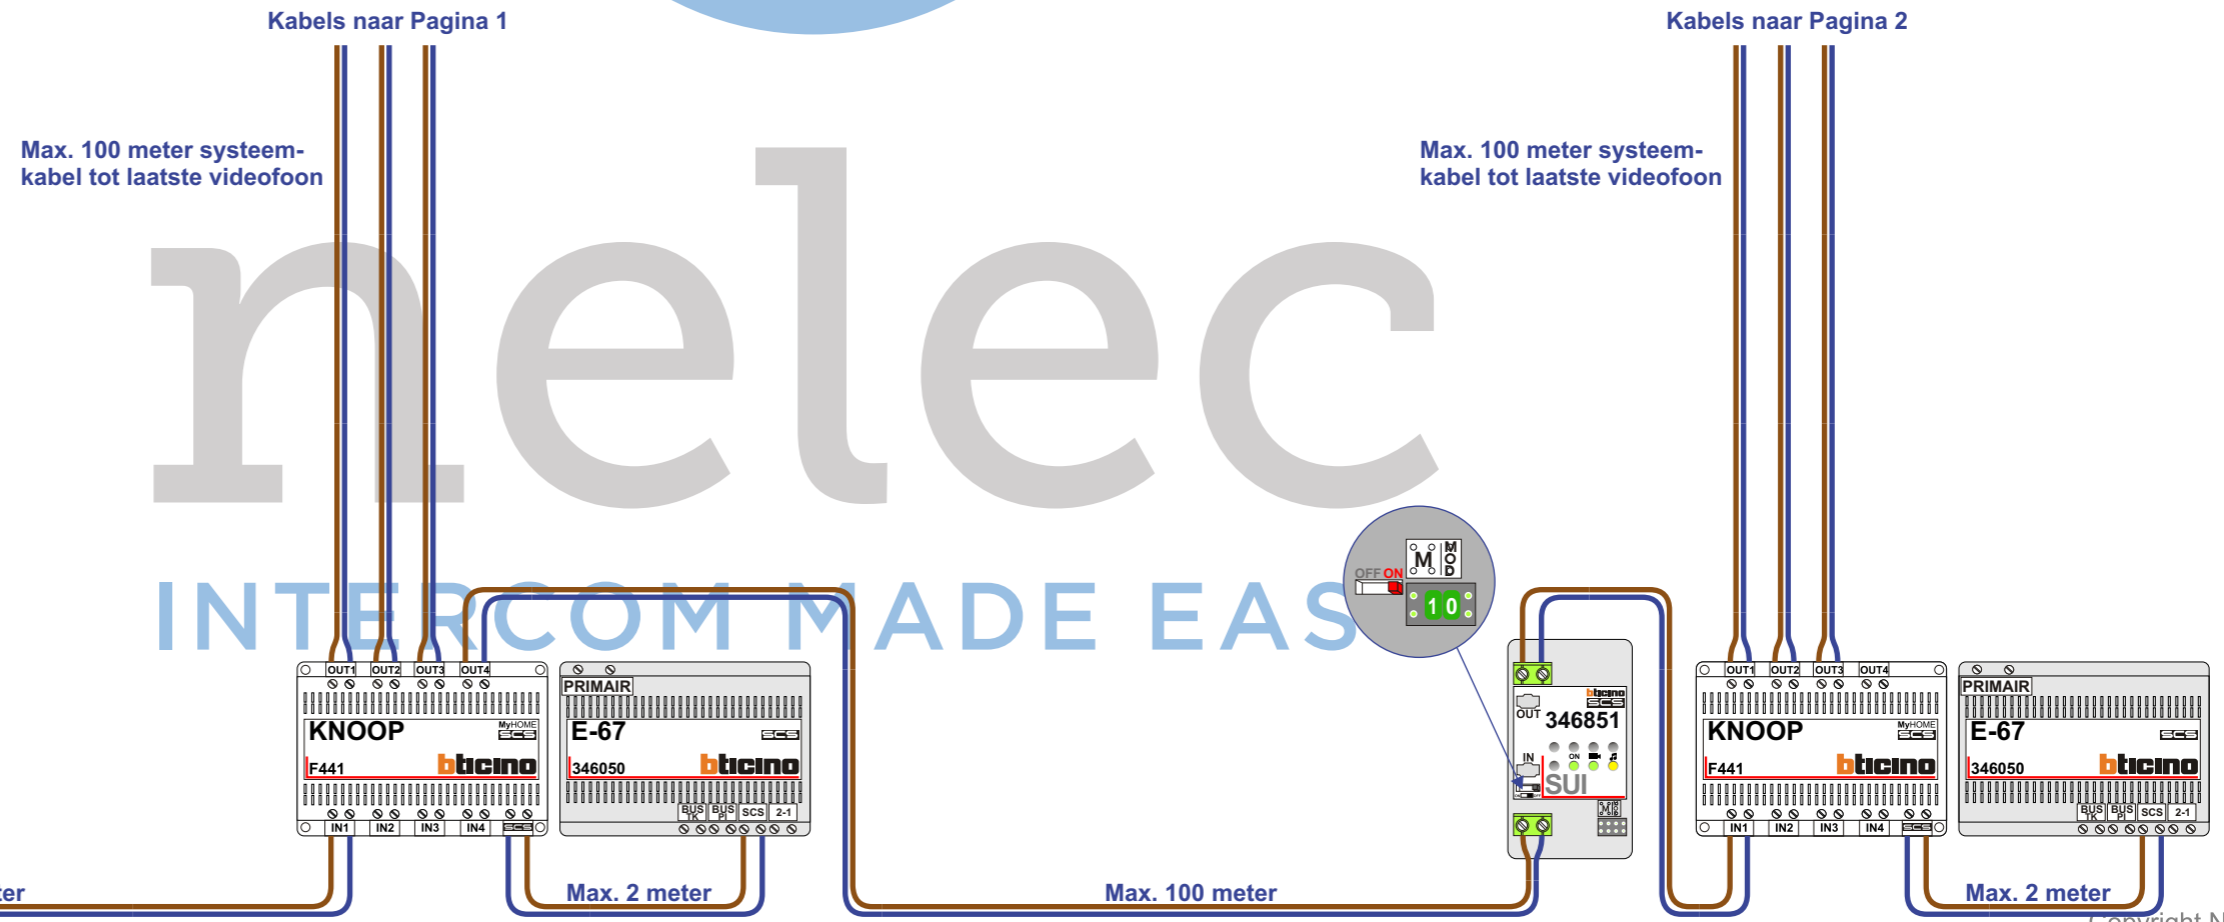 Kabels naar Pagina 1
Kabels naar Pagina 2
Max. 100 meter systeem-
kabel tot laatste videofoon
Max. 100 meter systeem-
kabel tot laatste videofoon
nelec
INTERCOM MADE EAS
OFF ON
M
MOD
10
OUT1 OUT2 OUT3 OUT4
KNOOP
MyHOME
SCS
F441
bticino
IN1 IN2 IN3 IN4 SCS
PRIMAIR
E-67
SCS
346050
bticino
BUS TK BUS PI SCS 2-1
bticino
SCS
OUT
346851
ON
IN
SUI
M
OUT1 OUT2 OUT3 OUT4
KNOOP
MyHOME
SCS
F441
bticino
IN1 IN2 IN3 IN4 SCS
PRIMAIR
E-67
SCS
346050
bticino
BUS TK BUS PI SCS 2-1
ter
Max. 2 meter
Max. 100 meter
Max. 2 meter
Copyright N